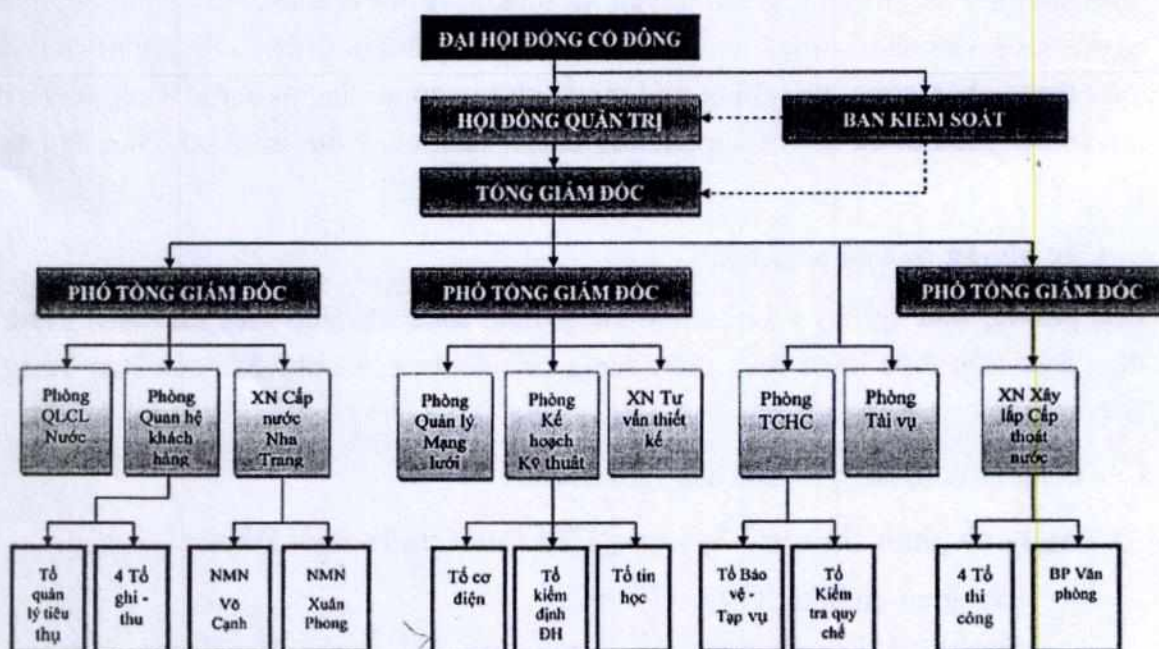 ĐẠI HỘI ĐỒNG CỔ ĐÔNG
HỘI ĐỒNG QUẢN TRỊ
BAN KIỂM SOÁT
TỔNG GIÁM ĐỐC
PHÓ TỔNG GIÁM ĐỐC
PHÓ TỔNG GIÁM ĐỐC
PHÓ TỔNG GIÁM ĐỐC
Phòng
QLCL
Nước
Phòng
Quan hệ
khách
hàng
XN Cấp
nước
Nha
Trang
Phòng
Quản lý
Mạng
lưới
Phòng
Kế
hoạch
Kỹ thuật
XN Tư
vấn thiết
kế
Phòng
TCHC
Phòng
Tài vụ
XN Xây
lắp Cấp
thoát
nước
Tổ
quản
lý tiêu
thụ
4 Tổ
ghi -
thu
NMN
Võ
Cạnh
NMN
Xuân
Phong
Tổ cơ
điện
Tổ
kiểm
định
ĐH
Tổ tin
học
Tổ Bảo
vệ -
Tạp vụ
Tổ
Kiểm
tra quy
chế
4 Tổ
thi
công
BP Văn
phòng